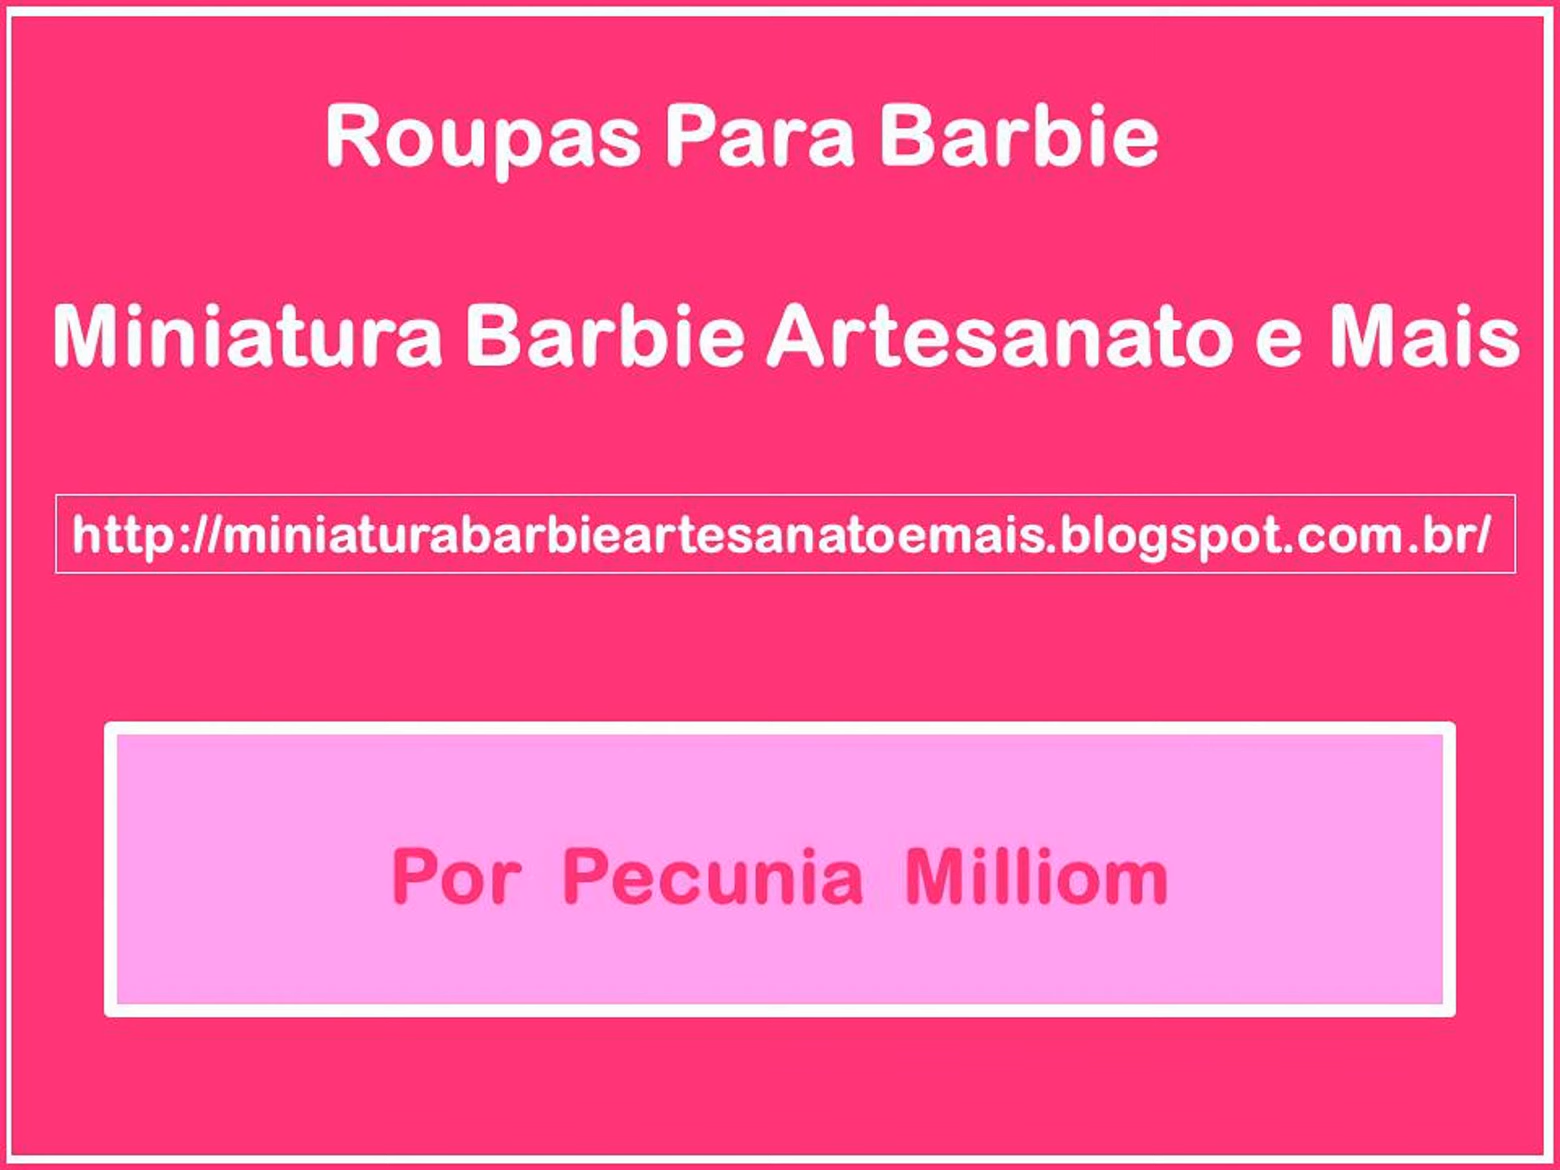 Roupas Para Barbie
Miniatura Barbie Artesanato e Mais
http://miniaturabarbieartesanatoemais.blogspot.com.br/
Por Pecunia Milliom